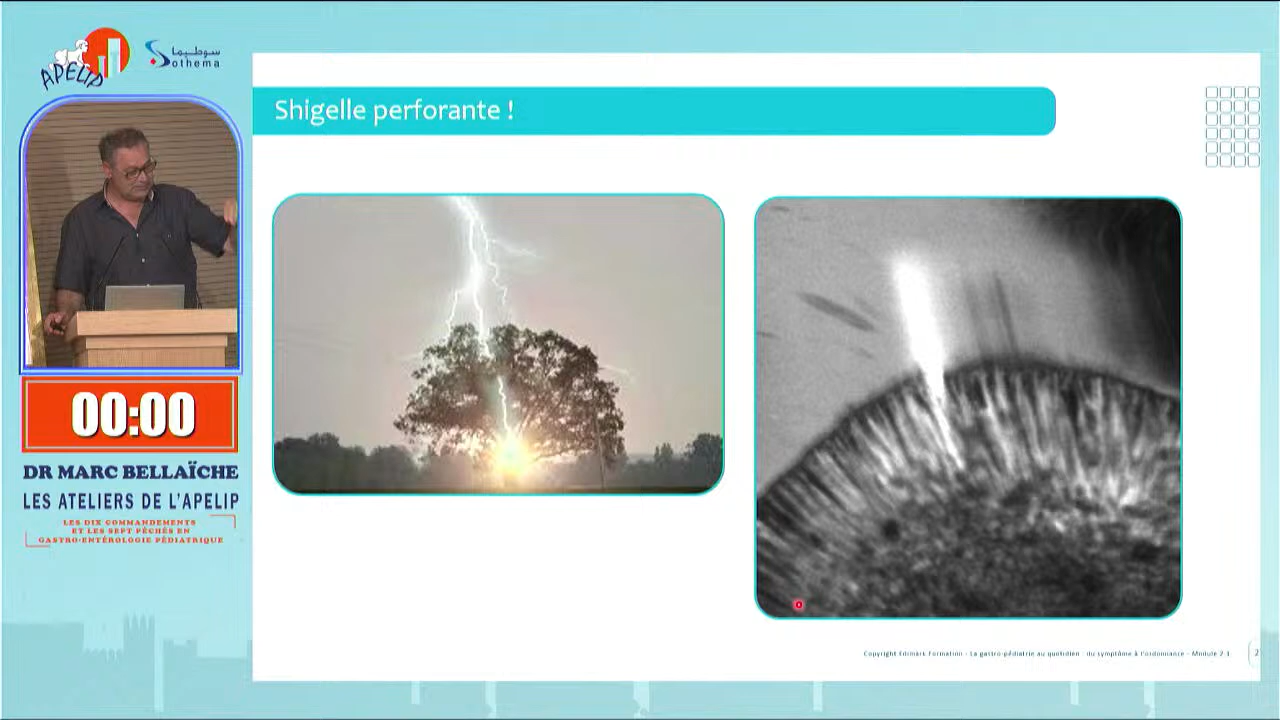 APELIP
سوطيما
Sothema
Shigelle perforante !
00:00
DR MARC BELLAÏCHE
LES ATELIERS DE L'APELIP
LES DIX COMMANDEMENTS
ET LES SEPT PÉCHÉS EN
GASTRO-ENTÉROLOGIE PÉDIATRIQUE
Copyright Edimark Formation - La gastro-pédiatrie au quotidien : du symptôme à l'ordonnance - Module 2.1
2